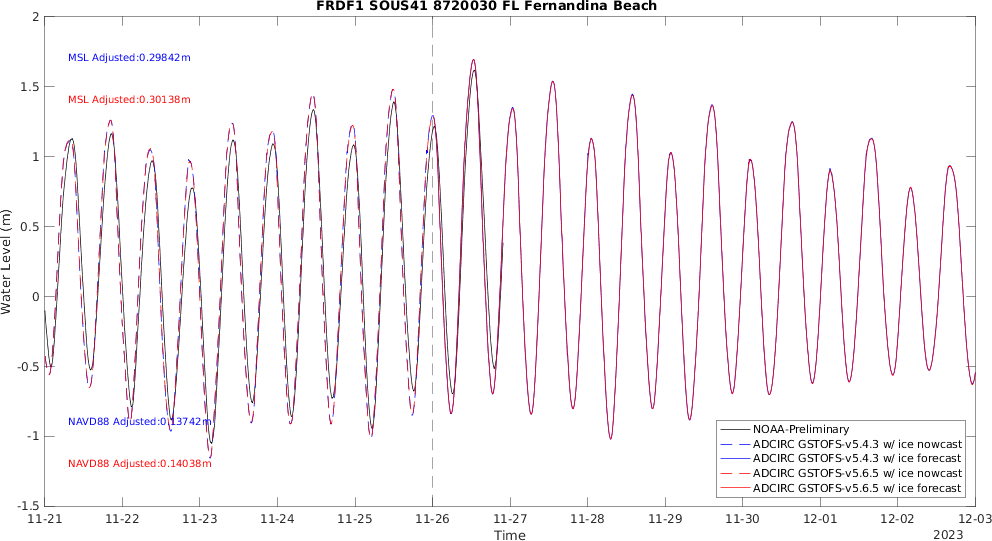 FRDF1 SOUS41 8720030 FL Fernandina Beach
2
1.5
1
0.5
0
-0.5
-1
-1.5
Water Level (m)
MSL Adjusted:0.29842m
MSL Adjusted:0.30138m
NAVD88 Adjusted:0.13742m
NAVD88 Adjusted:0.14038m
NOAA-Preliminary
ADCIRC GSTOFS-v5.4.3 w/ ice nowcast
ADCIRC GSTOFS-v5.4.3 w/ ice forecast
ADCIRC GSTOFS-v5.6.5 w/ ice nowcast
ADCIRC GSTOFS-v5.6.5 w/ ice forecast
11-21 11-22 11-23 11-24 11-25 11-26 11-27 11-28 11-29 11-30 12-01 12-02 12-03
Time
2023